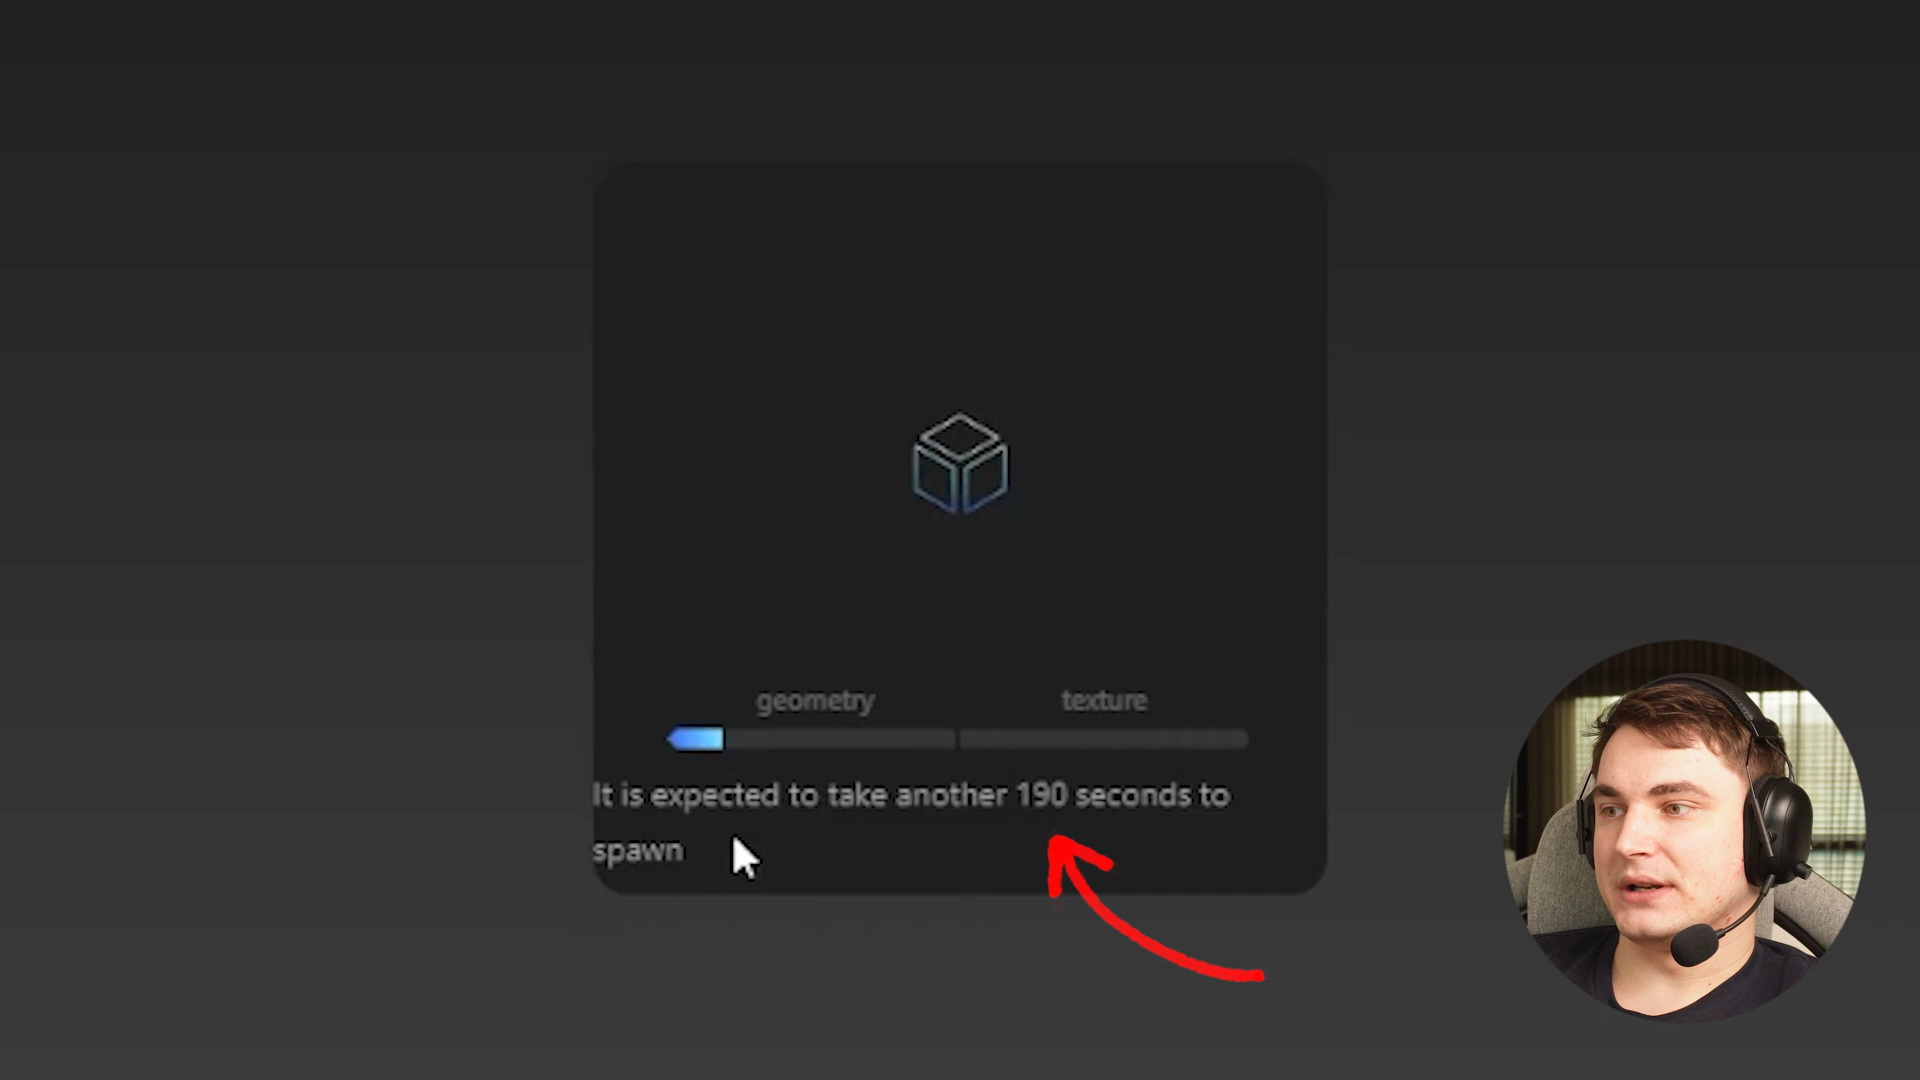 geometry texture
It is expected to take another 190 seconds to
spawn